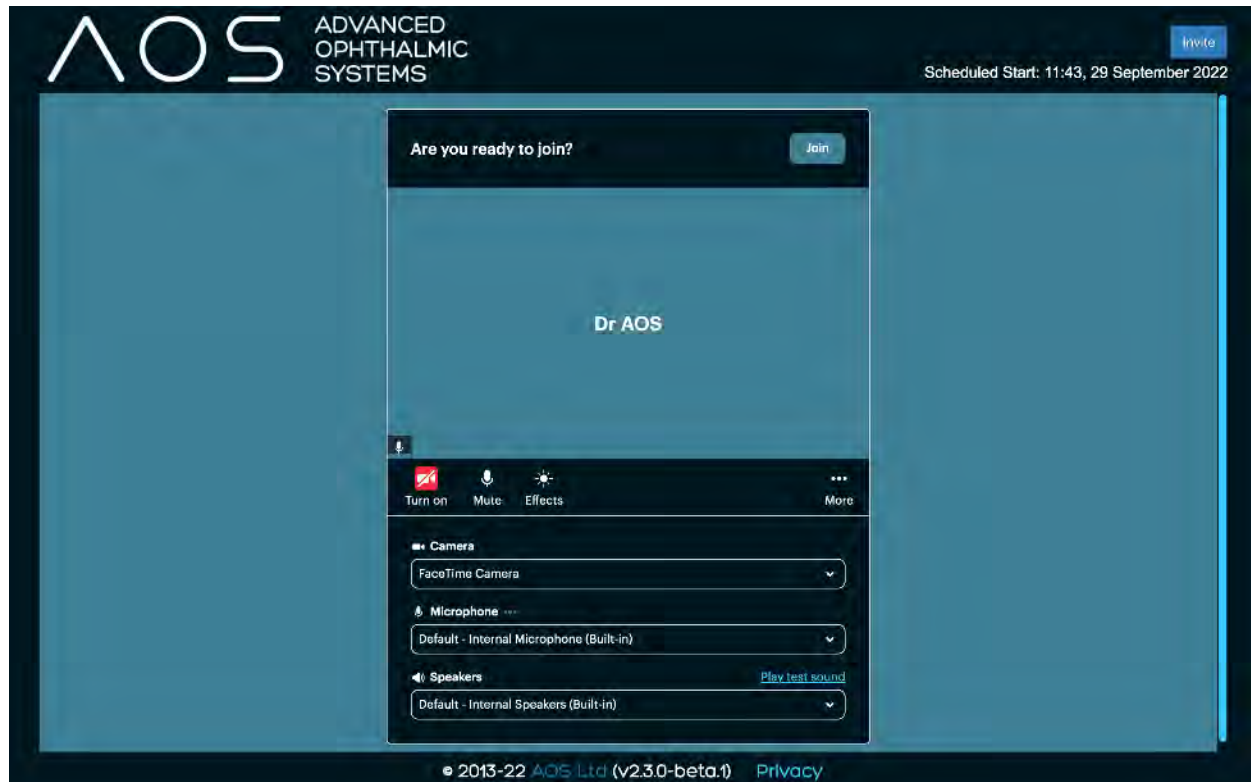 AOS
ADVANCED
OPHTHALMIC
SYSTEMS
Invite
Scheduled Start: 11:43, 29 September 2022
Are you ready to join?
Join
Dr AOS
Turn on
Mute
Effects
More
Camera
FaceTime Camera
Microphone
Default - Internal Microphone (Built-in)
Speakers
Play test sound
Default - Internal Speakers (Built-in)
© 2013-22 AOS Ltd (v2.3.0-beta.1) Privacy